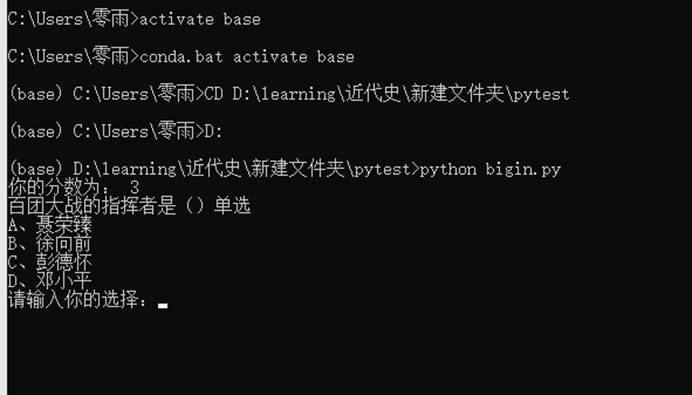 C:\Users\零雨>activate base
C:\Users\零雨>conda.bat activate base
(base) C:\Users\零雨>CD D:\learning\近代史\新建文件夹\pytest
(base) C:\Users\零雨>D:
(base) D:\learning\近代史\新建文件夹\pytest>python bigin.py
你的分数为： 3
百团大战的指挥者是（）单选
A、聂荣臻
B、徐向前
C、彭德怀
D、邓小平
请输入你的选择：